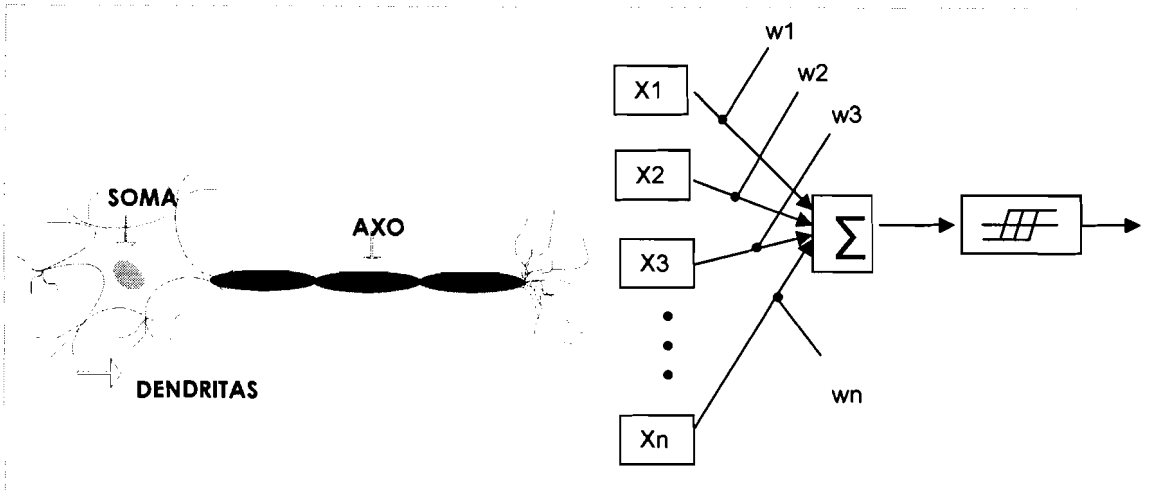 SOMA
AXO
DENDRITAS
w1
w2
w3
X1
X2
X3
Xn
wn
Σ